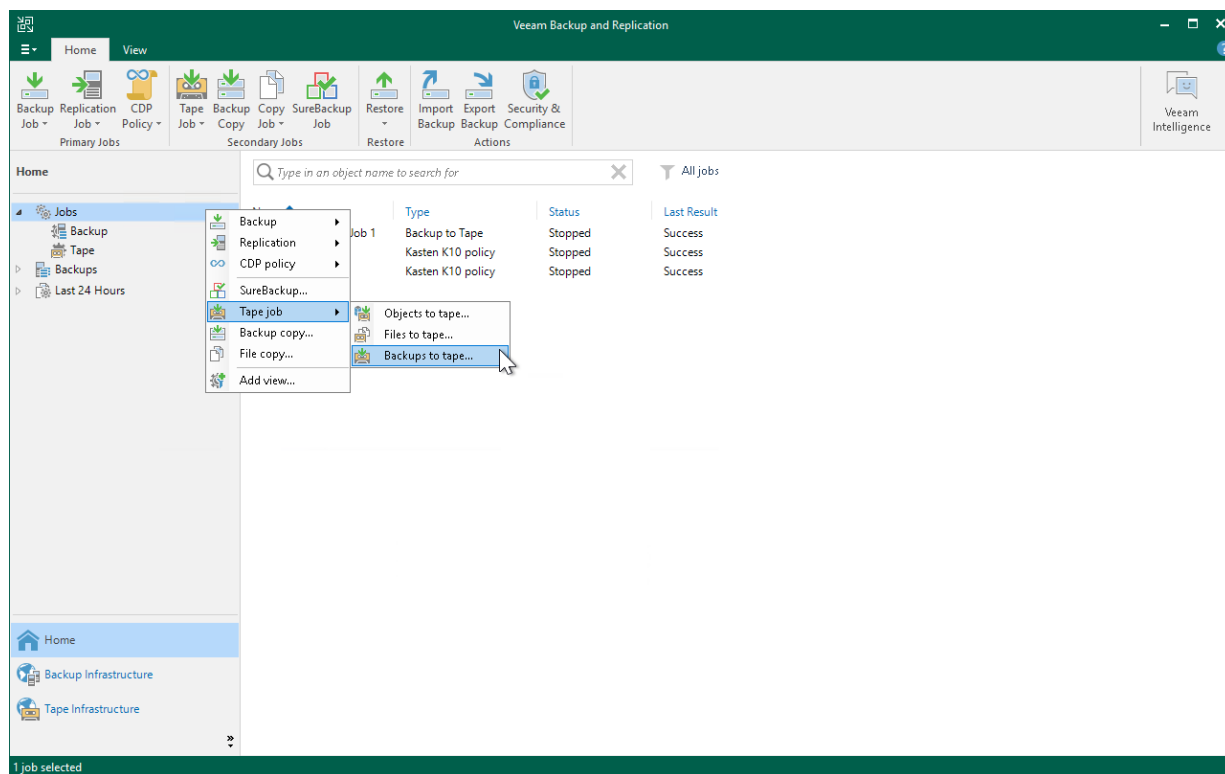 Veeam Backup and Replication
Home View
Backup Job Replication Job CDP Policy
Primary Jobs
Tape Job Backup Copy Copy Job SureBackup Job
Secondary Jobs
Restore
Restore
Import Backup Export Backup Security & Compliance
Actions
Veeam Intelligence
Home
Type in an object name to search for
All jobs
Jobs
Backup
Tape
Backups
Last 24 Hours
Type Status Last Result
Job 1 Backup to Tape Stopped Success
Kasten K10 policy Stopped Success
Kasten K10 policy Stopped Success
Backup
Replication
CDP policy
SureBackup...
Tape job
Backup copy...
File copy...
Add view...
Objects to tape...
Files to tape...
Backups to tape...
Home
Backup Infrastructure
Tape Infrastructure
1 job selected